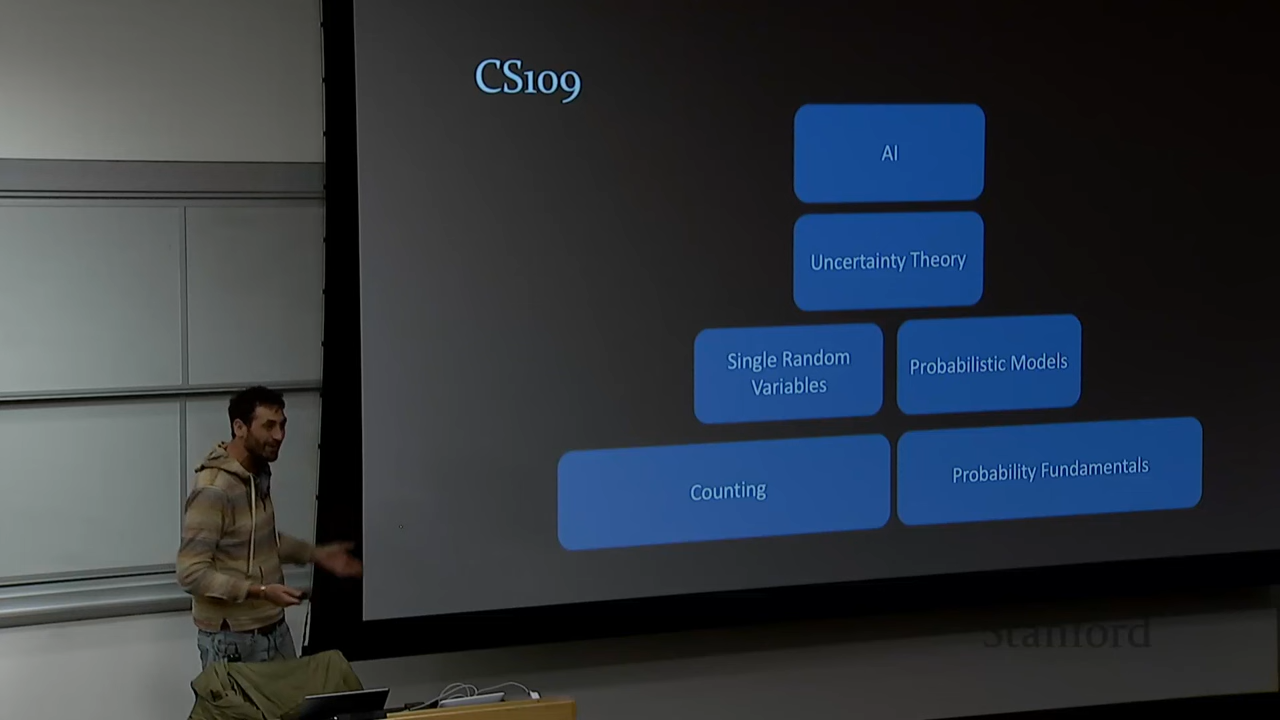 CS109
AI
Uncertainty Theory
Single Random
Variables
Probabilistic Models
Counting
Probability Fundamentals
Stanford